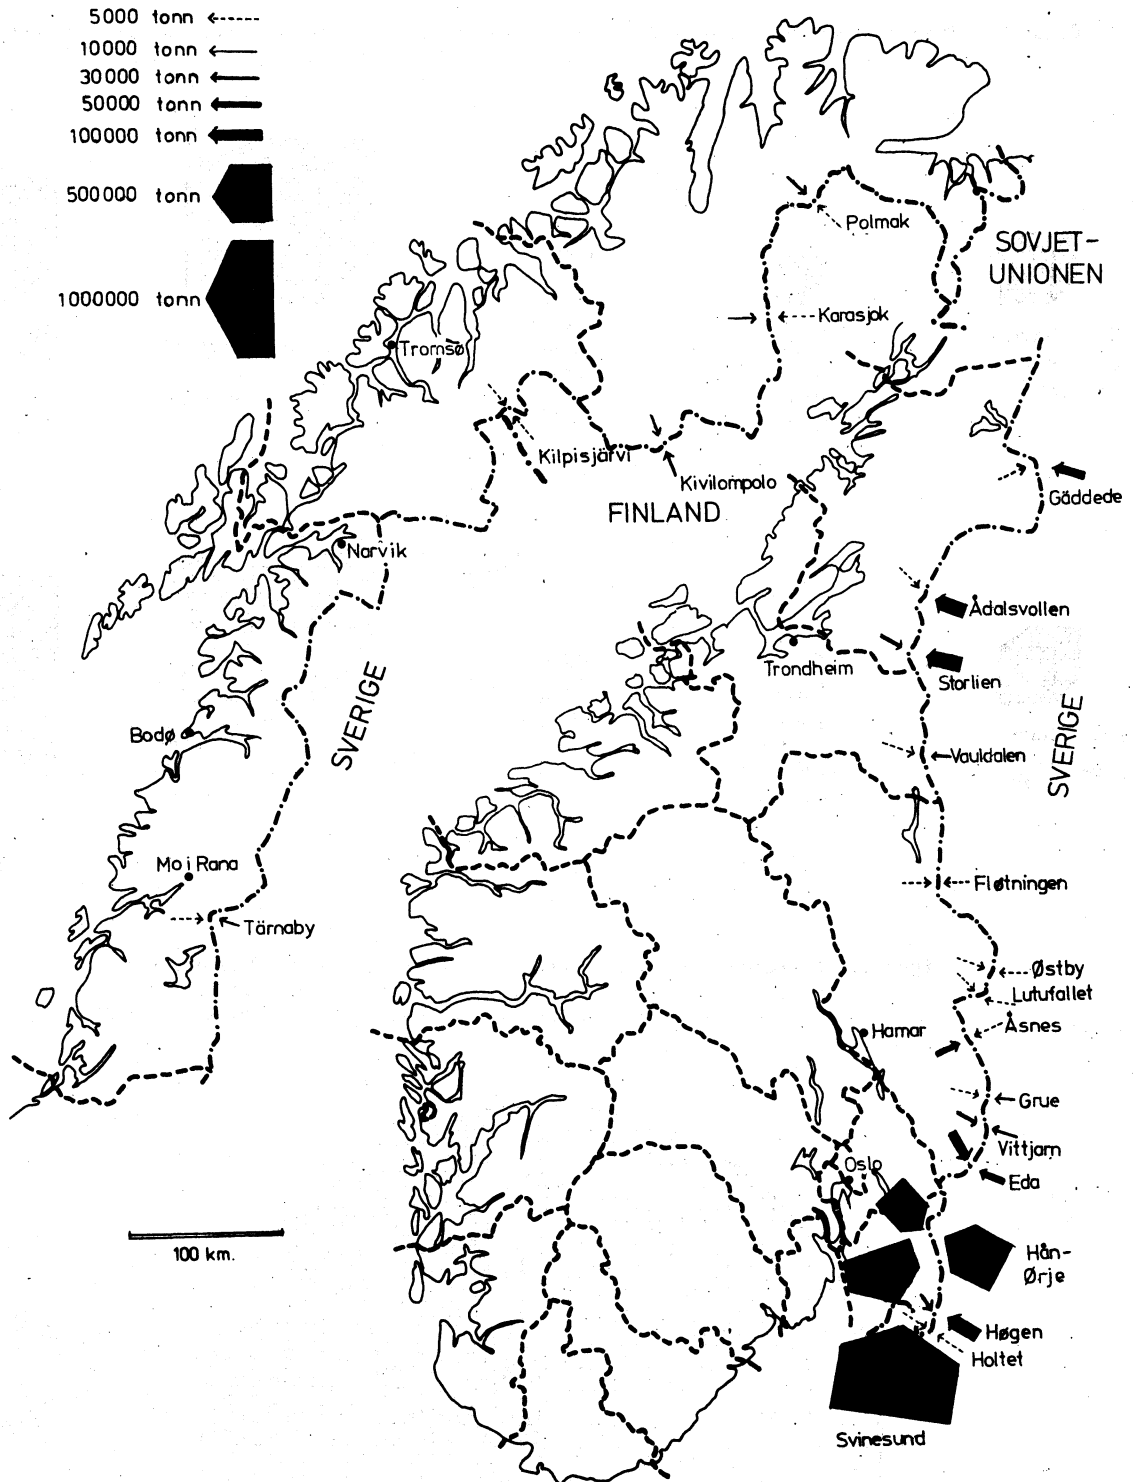 5000 tonn
10000 tonn
30000 tonn
50000 tonn
100000 tonn
500000 tonn
1000000 tonn
Polmak
SOVJET-
UNIONEN
Karasjok
Tromsø
Kilpisjärvi
Kivilompolo
FINLAND
Gäddede
Narvik
Ådalsvollen
Trondheim
Storlien
SVERIGE
SVERIGE
Bodø
Vauldalen
Mo i Rana
Fløtningen
Tärnaby
Østby
Lutufallet
Åsnes
Hamar
Grue
Vittjarn
Oslo
Eda
100 km.
Hån-
Ørje
Høgen
Holtet
Svinesund